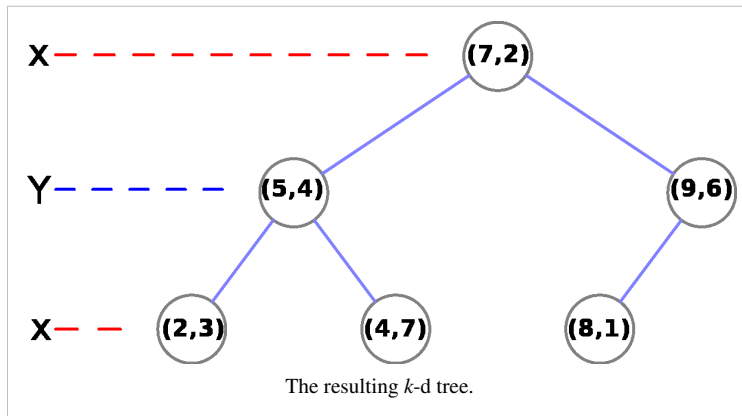 X (7,2)
Y (5,4) (9,6)
X (2,3) (4,7) (8,1)
The resulting k-d tree.